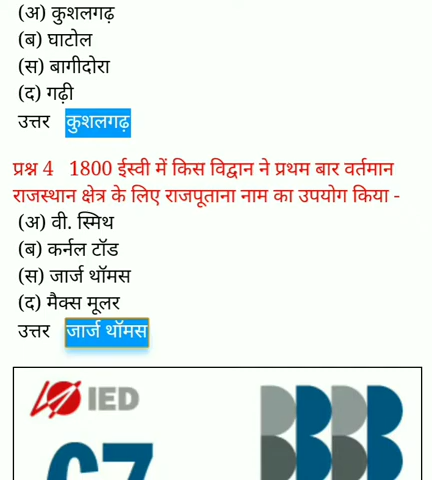 (अ) कुशलगढ़
(ब) घाटोल
(स) बागीदोरा
(द) गढ़ी
उत्तर कुशलगढ़
प्रश्न 4 1800 ईस्वी में किस विद्वान ने प्रथम बार वर्तमान
राजस्थान क्षेत्र के लिए राजपूताना नाम का उपयोग किया -
(अ) वी. स्मिथ
(ब) कर्नल टॉड
(स) जार्ज थॉमस
(द) मैक्स मूलर
उत्तर जार्ज थॉमस
IED